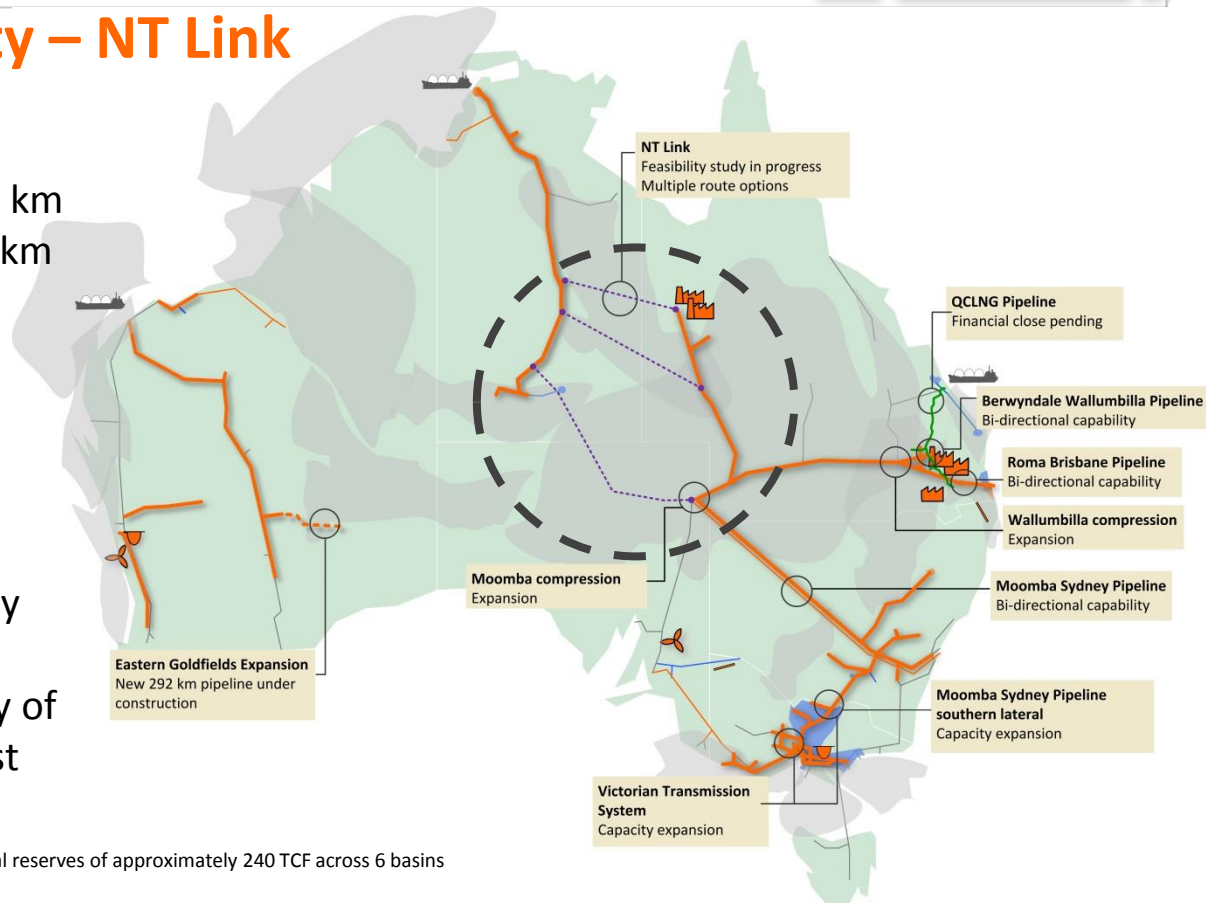 ty – NT Link
km
km
y
y of
st
al reserves of approximately 240 TCF across 6 basins
NT Link
Feasibility study in progress
Multiple route options
QCLNG Pipeline
Financial close pending
Berwyndale Wallumbilla Pipeline
Bi-directional capability
Roma Brisbane Pipeline
Bi-directional capability
Wallumbilla compression
Expansion
Moomba compression
Expansion
Moomba Sydney Pipeline
Bi-directional capability
Eastern Goldfields Expansion
New 292 km pipeline under
construction
Moomba Sydney Pipeline
southern lateral
Capacity expansion
Victorian Transmission
System
Capacity expansion